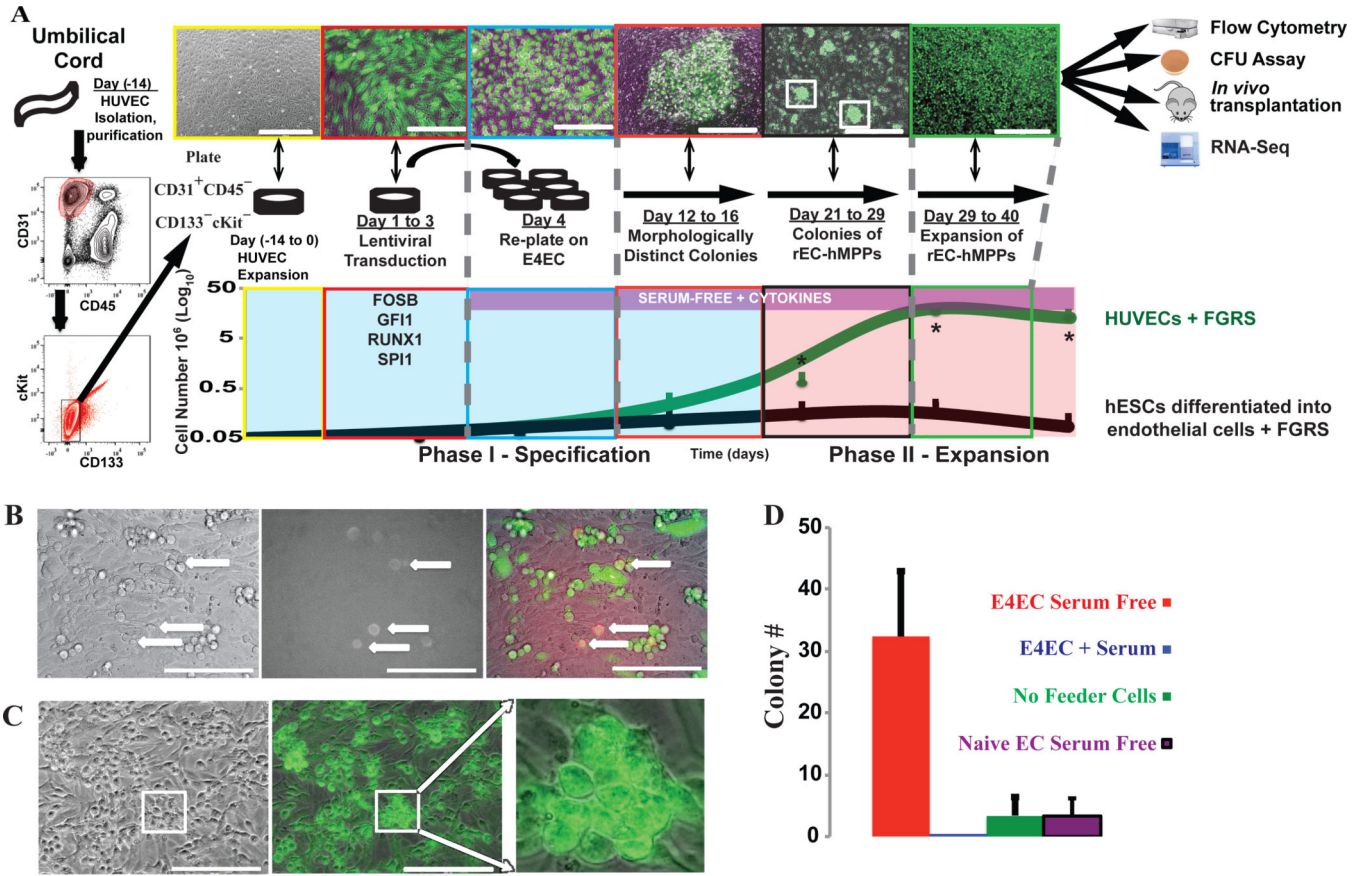 A
Umbilical
Cord
Day (-14)
HUVEC
Isolation,
purification
Flow Cytometry
CFU Assay
In vivo
transplantation
RNA-Seq
Plate
CD31+CD45-
CD133-cKit-
CD31
CD45
cKit
CD133
Day (-14 to 0)
HUVEC
Expansion
Day 1 to 3
Lentiviral
Transduction
Day 4
Re-plate on
E4EC
Day 12 to 16
Morphologically
Distinct Colonies
Day 21 to 29
Colonies of
rEC-hMPPs
Day 29 to 40
Expansion of
rEC-hMPPs
Cell Number 10^6 (Log10)
50
5
0.5
0.05
FOSB
GFI1
RUNX1
SPI1
SERUM-FREE + CYTOKINES
*
*
*
HUVECs + FGRS
hESCs differentiated into
endothelial cells + FGRS
Phase I - Specification
Time (days)
Phase II - Expansion
B
C
D
Colony #
50
40
30
20
10
0
E4EC Serum Free
E4EC + Serum
No Feeder Cells
Naive EC Serum Free